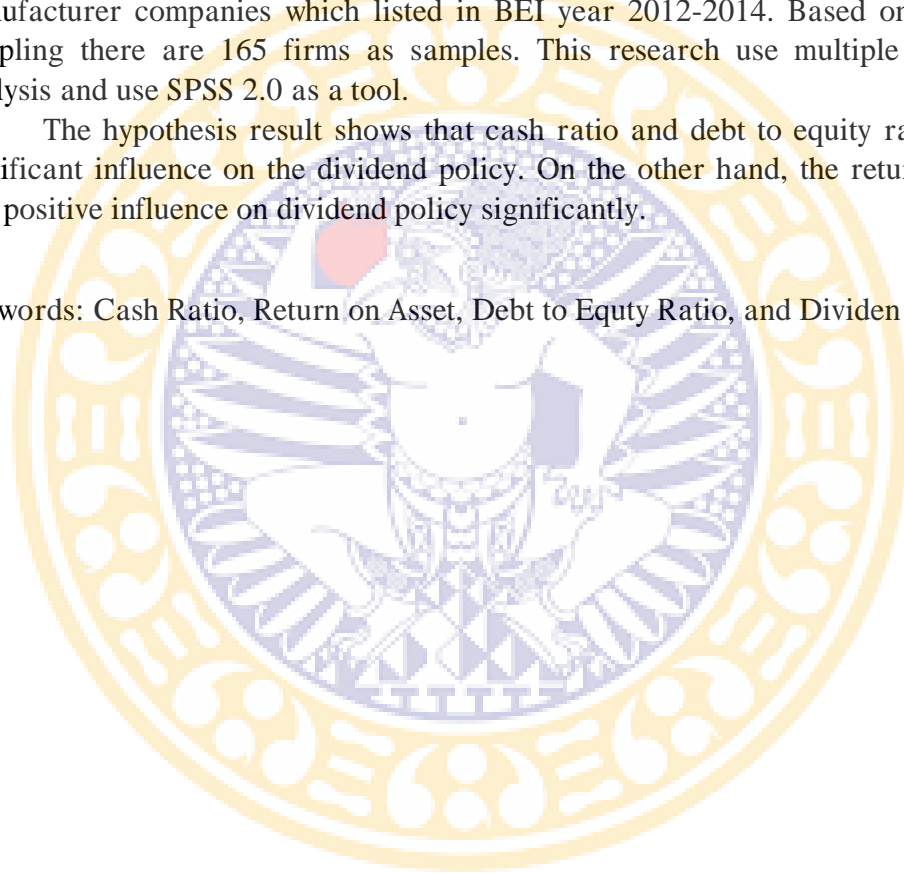 nufacturer companies which listed in BEI year 2012-2014. Based on
pling there are 165 firms as samples. This research use multiple
lysis and use SPSS 2.0 as a tool.
The hypothesis result shows that cash ratio and debt to equity ra
ificant influence on the dividend policy. On the other hand, the retur
positive influence on dividend policy significantly.
words: Cash Ratio, Return on Asset, Debt to Equty Ratio, and Dividen